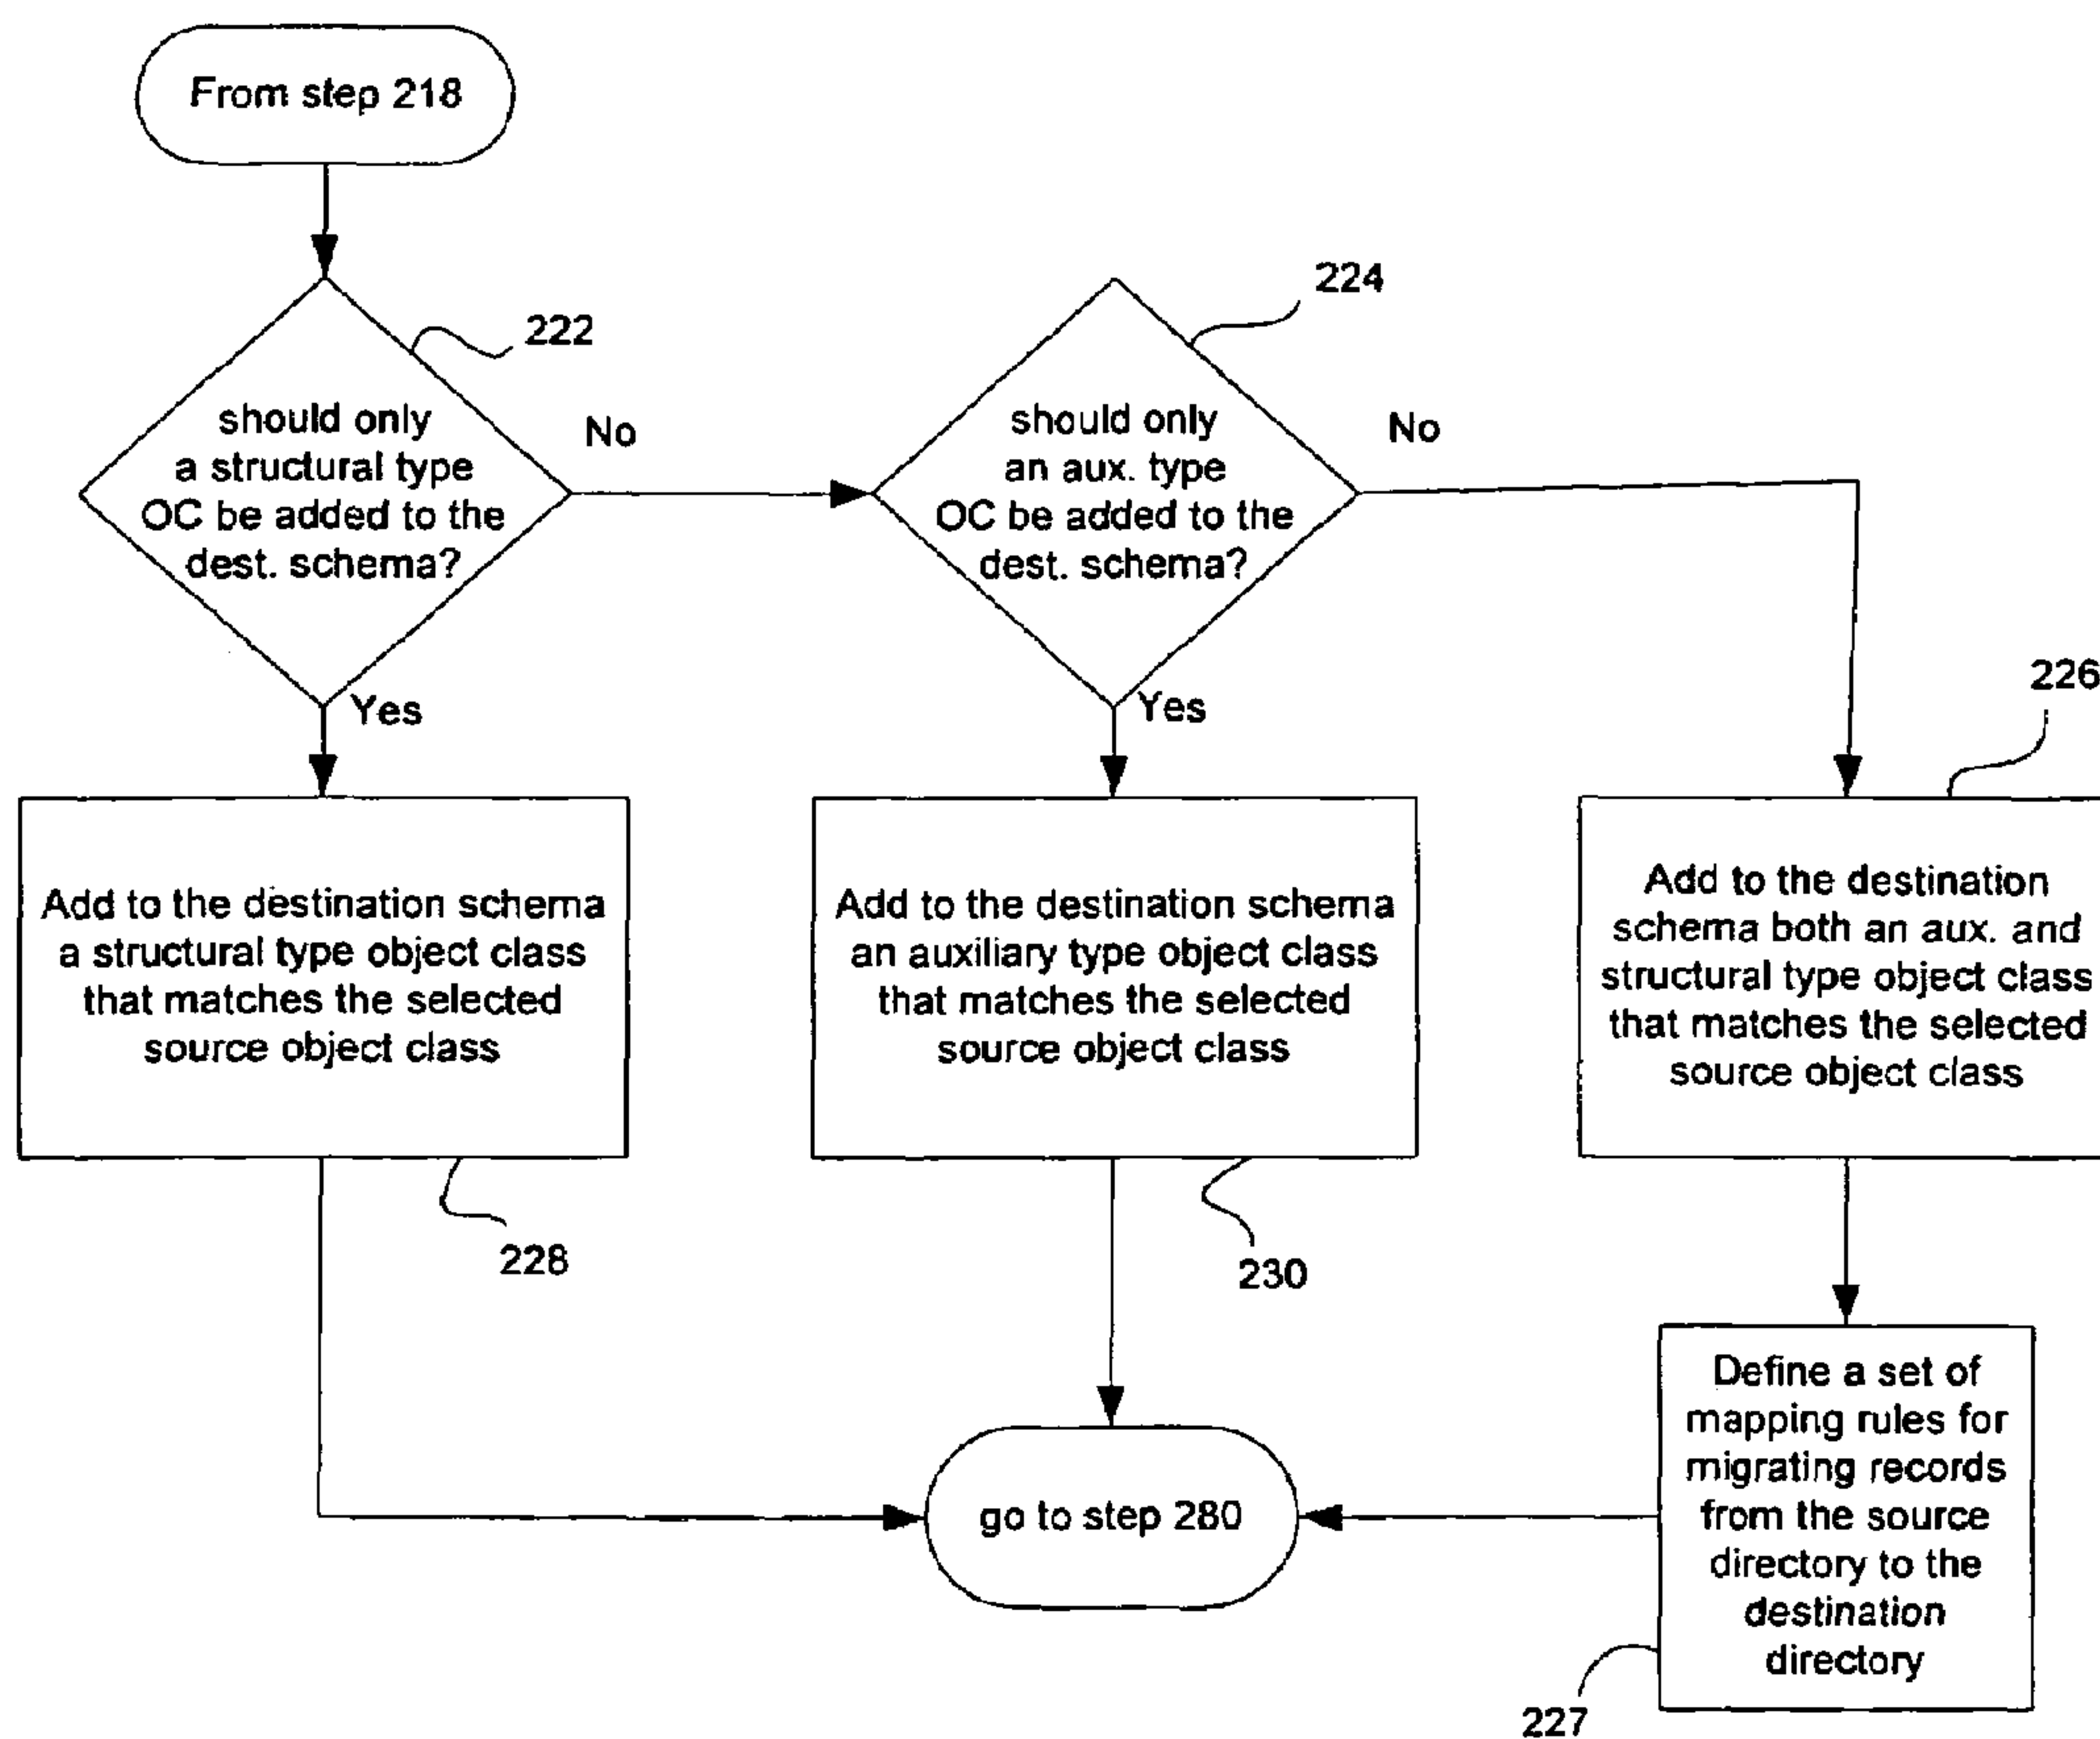 From step 218
222
should only
a structural type
OC be added to the
dest. schema?
No
Yes
224
should only
an aux. type
OC be added to the
dest. schema?
No
Yes
226
Add to the destination schema
a structural type object class
that matches the selected
source object class
228
Add to the destination schema
an auxiliary type object class
that matches the selected
source object class
230
Add to the destination
schema both an aux. and
structural type object class
that matches the selected
source object class
Define a set of
mapping rules for
migrating records
from the source
directory to the
destination
directory
227
go to step 280